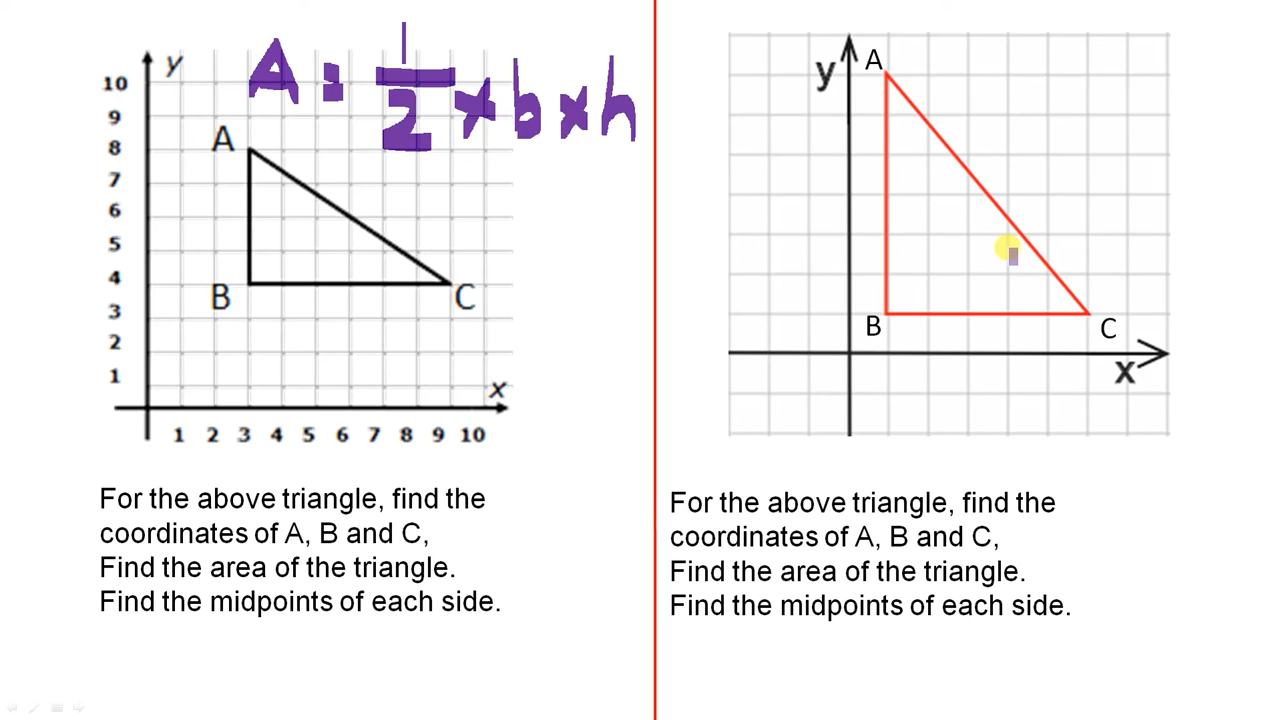 A = 1/2 × b × h
y
10
9
8
7
6
5
4
3
2
1
A
B
C
x
1 2 3 4 5 6 7 8 9 10
For the above triangle, find the
coordinates of A, B and C,
Find the area of the triangle.
Find the midpoints of each side.
y
A
B
C
x
For the above triangle, find the
coordinates of A, B and C,
Find the area of the triangle.
Find the midpoints of each side.